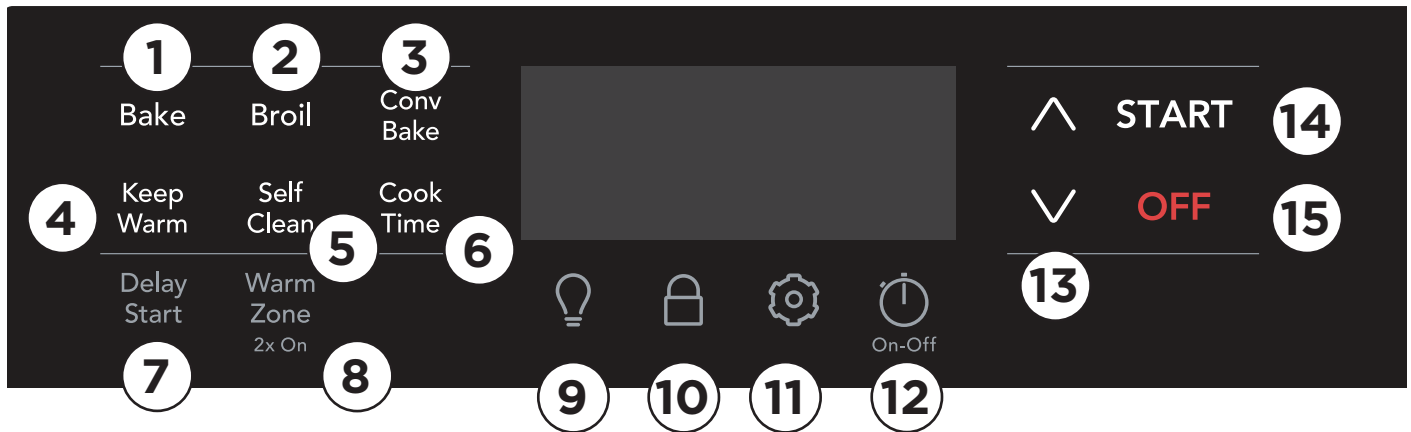 1 2 3
Bake Broil Conv
Bake
4 Keep
Warm Self
Clean 5 Cook
Time 6
Delay
Start Warm
Zone
2x On
7 8
On-Off
9 10 11 12
START 14
OFF 15
13